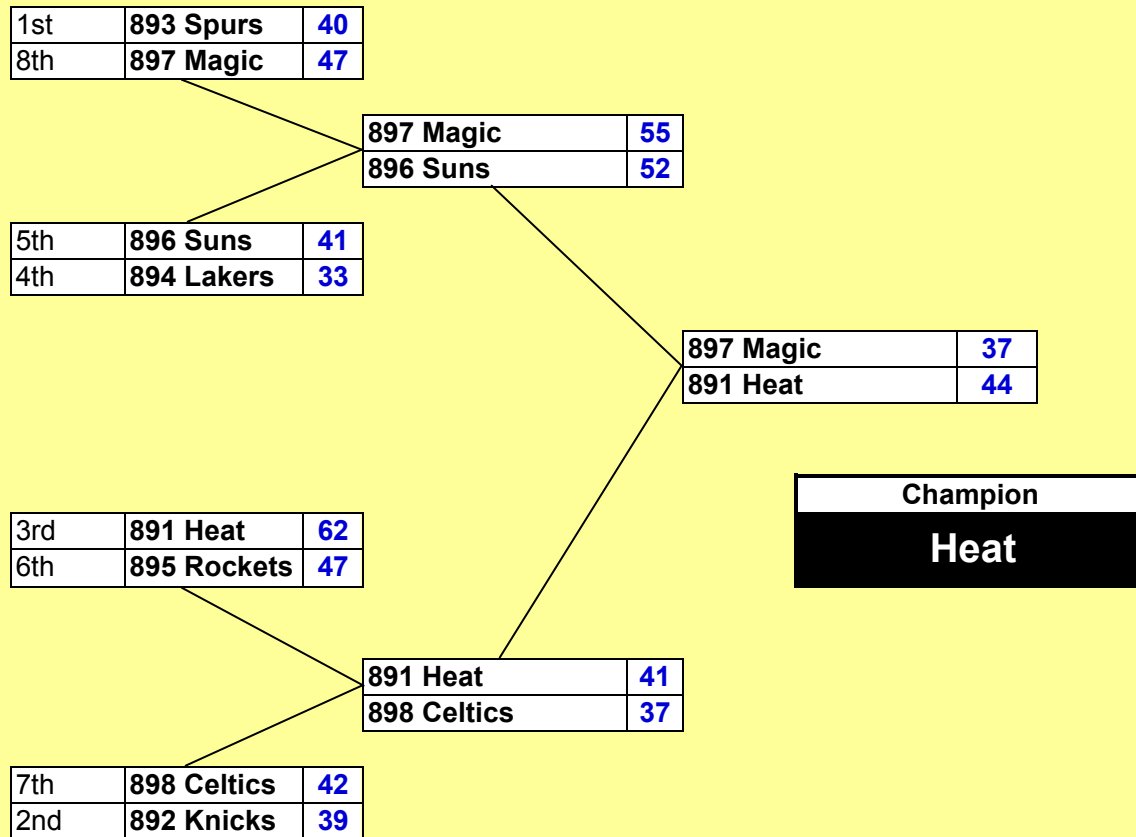 1st 893 Spurs 40
8th 897 Magic 47
897 Magic 55
896 Suns 52
5th 896 Suns 41
4th 894 Lakers 33
897 Magic 37
891 Heat 44
Champion
Heat
3rd 891 Heat 62
6th 895 Rockets 47
891 Heat 41
898 Celtics 37
7th 898 Celtics 42
2nd 892 Knicks 39